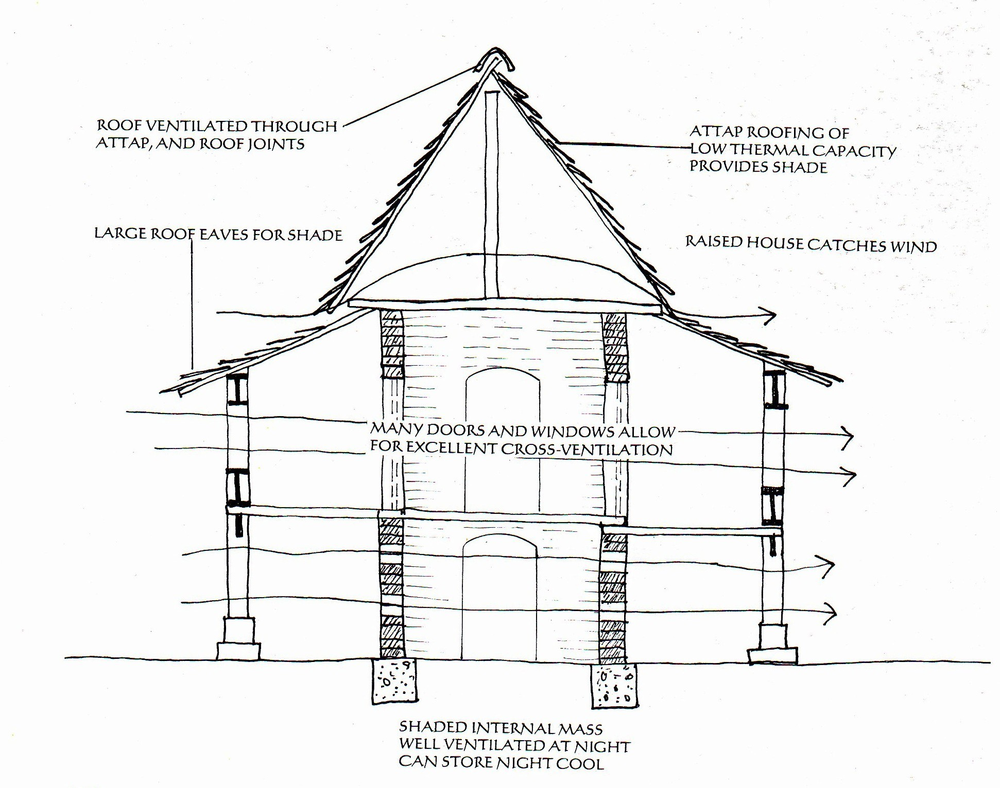 ROOF VENTILATED THROUGH
ATTAP, AND ROOF JOINTS
ATTAP ROOFING OF
LOW THERMAL CAPACITY
PROVIDES SHADE
LARGE ROOF EAVES FOR SHADE
RAISED HOUSE CATCHES WIND
MANY DOORS AND WINDOWS ALLOW
FOR EXCELLENT CROSS-VENTILATION
SHADED INTERNAL MASS
WELL VENTILATED AT NIGHT
CAN STORE NIGHT COOL